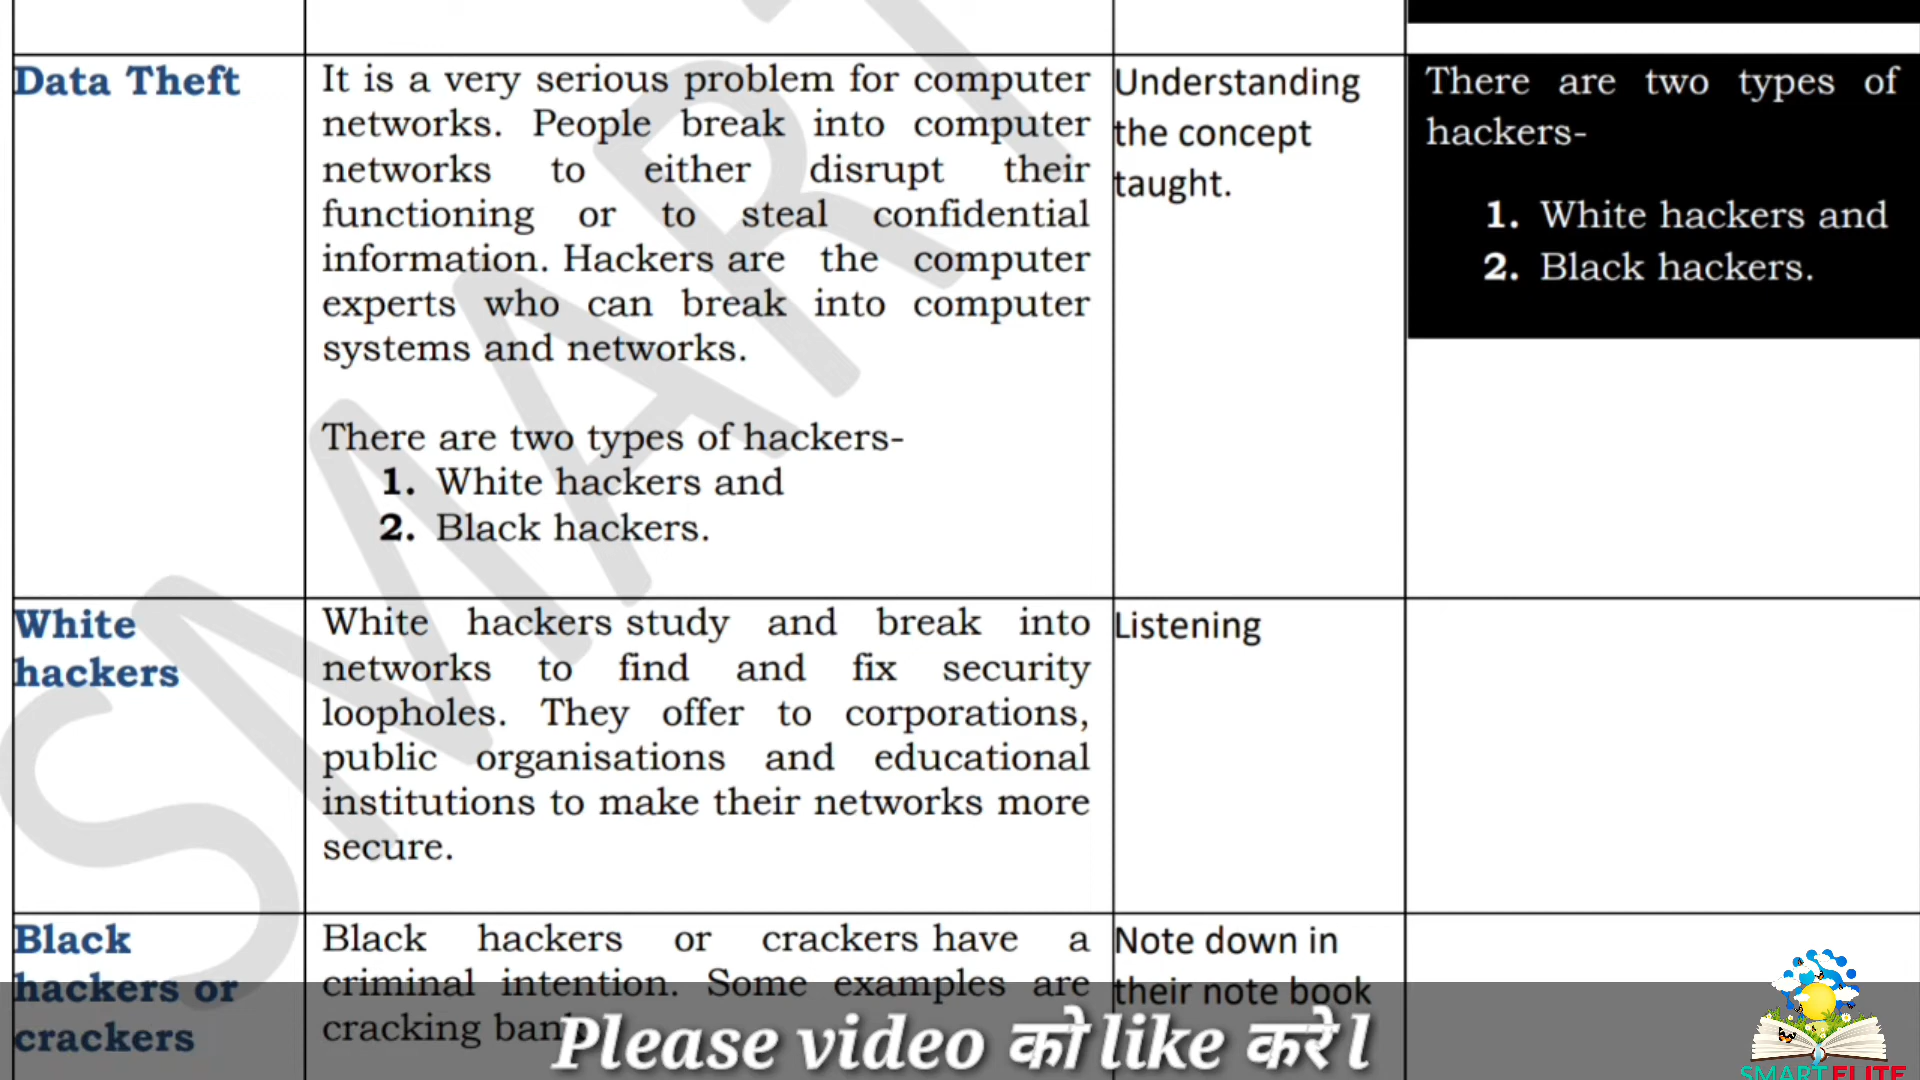 Data Theft
It is a very serious problem for computer
networks. People break into computer
networks to either disrupt their
functioning or to steal confidential
information. Hackers are the computer
experts who can break into computer
systems and networks.
There are two types of hackers-
1. White hackers and
2. Black hackers.
Understanding
the concept
taught.
There are two types of
hackers-
1. White hackers and
2. Black hackers.
White
hackers
White hackers study and break into
networks to find and fix security
loopholes. They offer to corporations,
public organisations and educational
institutions to make their networks more
secure.
Listening
Black
hackers or
crackers
Black hackers or crackers have a
criminal intention. Some examples are
cracking
Note down in
their note book
Please video को like करे l
SMART ELITE
SMART